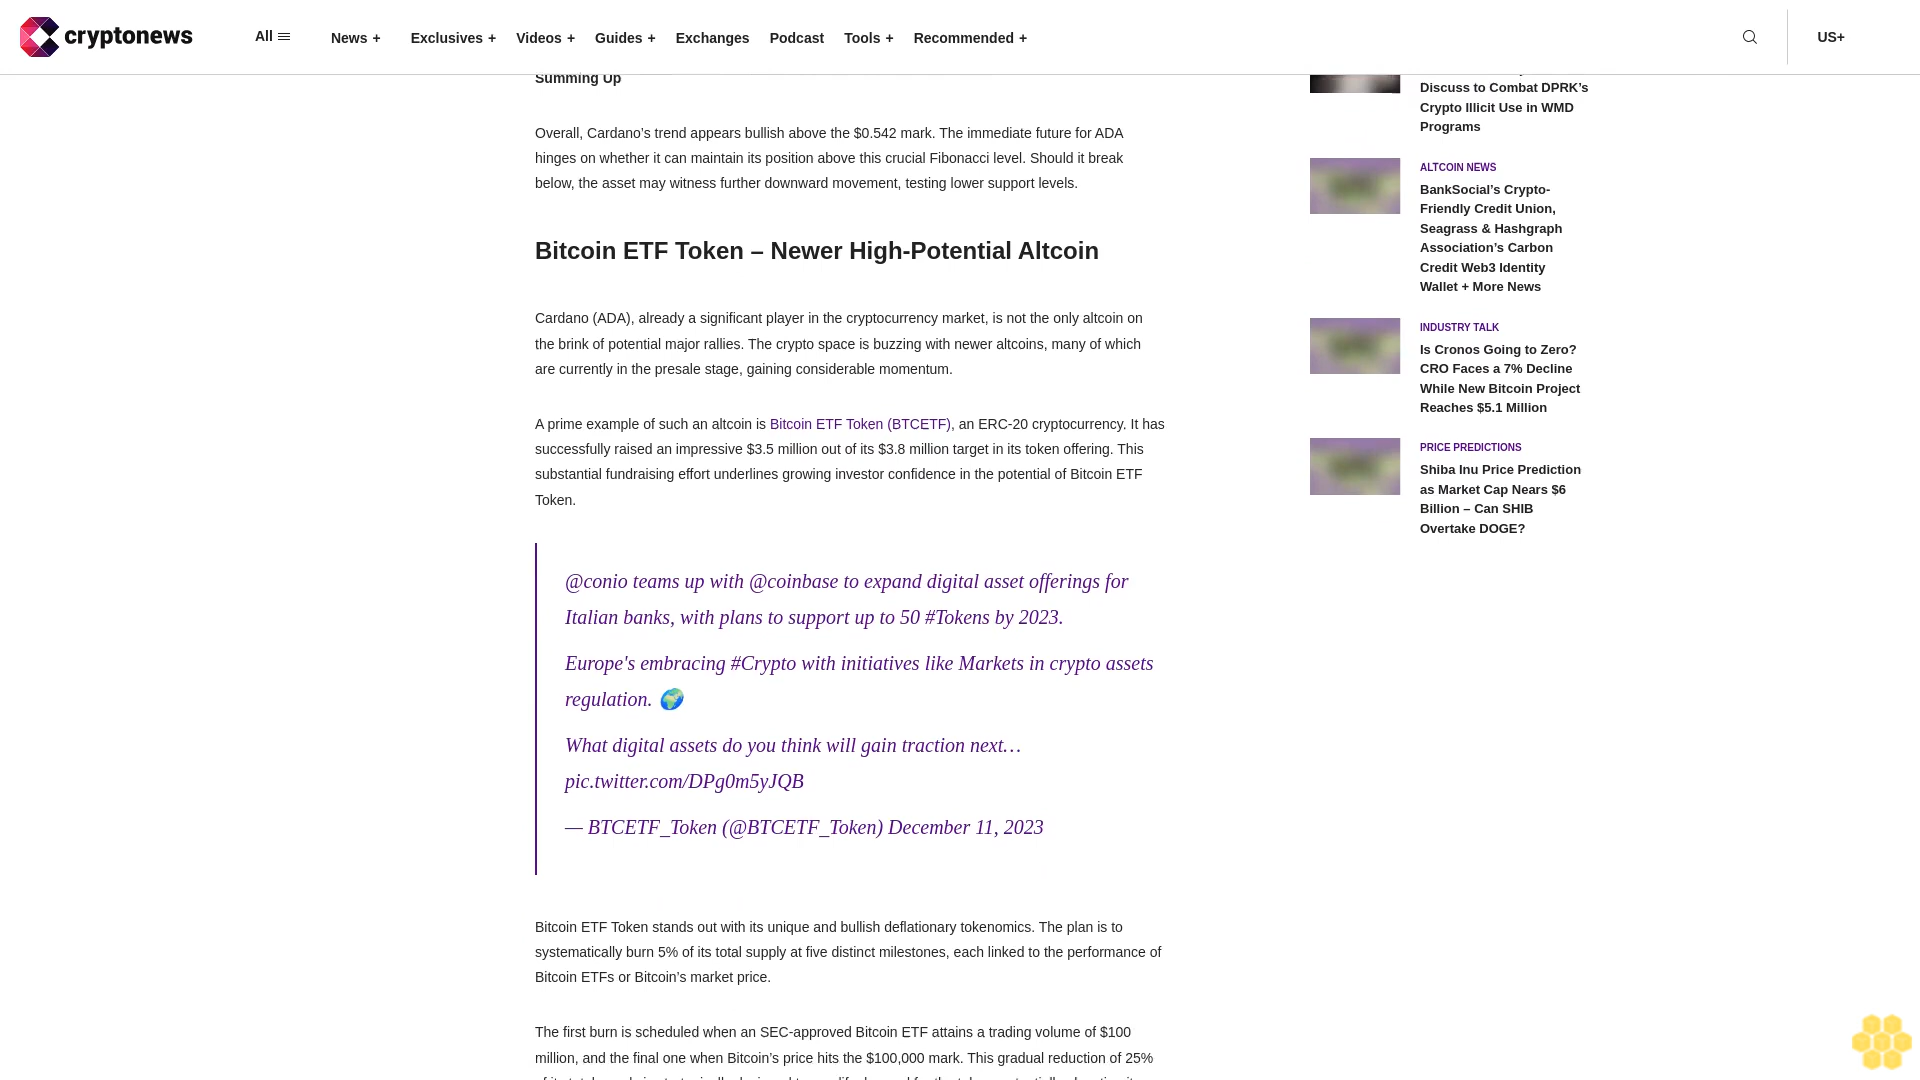 cryptonews
All
News +
Exclusives +
Videos +
Guides +
Exchanges
Podcast
Tools +
Recommended +
US+
Summing Up
Overall, Cardano’s trend appears bullish above the $0.542 mark. The immediate future for ADA
hinges on whether it can maintain its position above this crucial Fibonacci level. Should it break
below, the asset may witness further downward movement, testing lower support levels.
Bitcoin ETF Token – Newer High-Potential Altcoin
Cardano (ADA), already a significant player in the cryptocurrency market, is not the only altcoin on
the brink of potential major rallies. The crypto space is buzzing with newer altcoins, many of which
are currently in the presale stage, gaining considerable momentum.
A prime example of such an altcoin is Bitcoin ETF Token (BTCETF), an ERC-20 cryptocurrency. It has
successfully raised an impressive $3.5 million out of its $3.8 million target in its token offering. This
substantial fundraising effort underlines growing investor confidence in the potential of Bitcoin ETF
Token.
@conio teams up with @coinbase to expand digital asset offerings for
Italian banks, with plans to support up to 50 #Tokens by 2023.
Europe's embracing #Crypto with initiatives like Markets in crypto assets
regulation. 🌍
What digital assets do you think will gain traction next…
pic.twitter.com/DPg0m5yJQB
— BTCETF_Token (@BTCETF_Token) December 11, 2023
Bitcoin ETF Token stands out with its unique and bullish deflationary tokenomics. The plan is to
systematically burn 5% of its total supply at five distinct milestones, each linked to the performance of
Bitcoin ETFs or Bitcoin’s market price.
The first burn is scheduled when an SEC-approved Bitcoin ETF attains a trading volume of $100
million, and the final one when Bitcoin’s price hits the $100,000 mark. This gradual reduction of 25%
Discuss to Combat DPRK’s
Crypto Illicit Use in WMD
Programs
ALTCOIN NEWS
BankSocial’s Crypto-
Friendly Credit Union,
Seagrass & Hashgraph
Association’s Carbon
Credit Web3 Identity
Wallet + More News
INDUSTRY TALK
Is Cronos Going to Zero?
CRO Faces a 7% Decline
While New Bitcoin Project
Reaches $5.1 Million
PRICE PREDICTIONS
Shiba Inu Price Prediction
as Market Cap Nears $6
Billion – Can SHIB
Overtake DOGE?